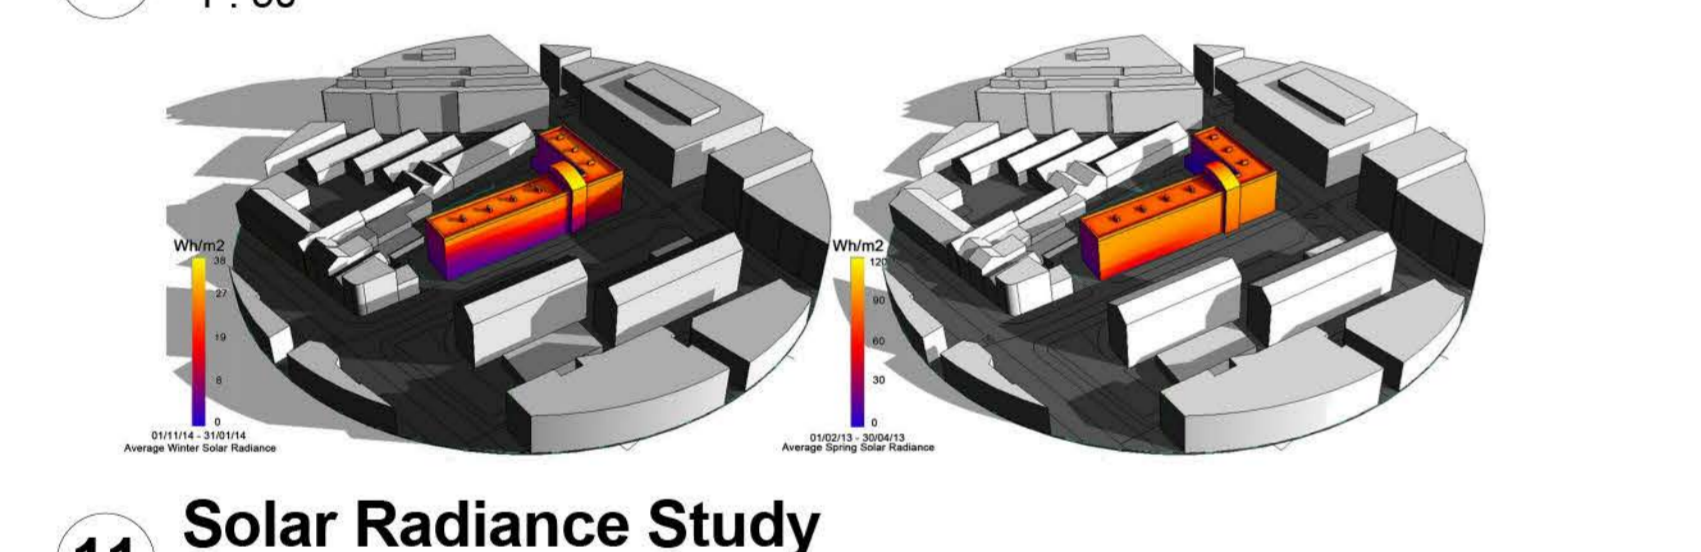 Wh/m2
38
27
19
6
0
01/11/14 - 31/01/14
Average Winter Solar Radiance
Wh/m2
120
90
60
30
0
01/02/13 - 30/04/13
Average Spring Solar Radiance
11
Solar Radiance Study